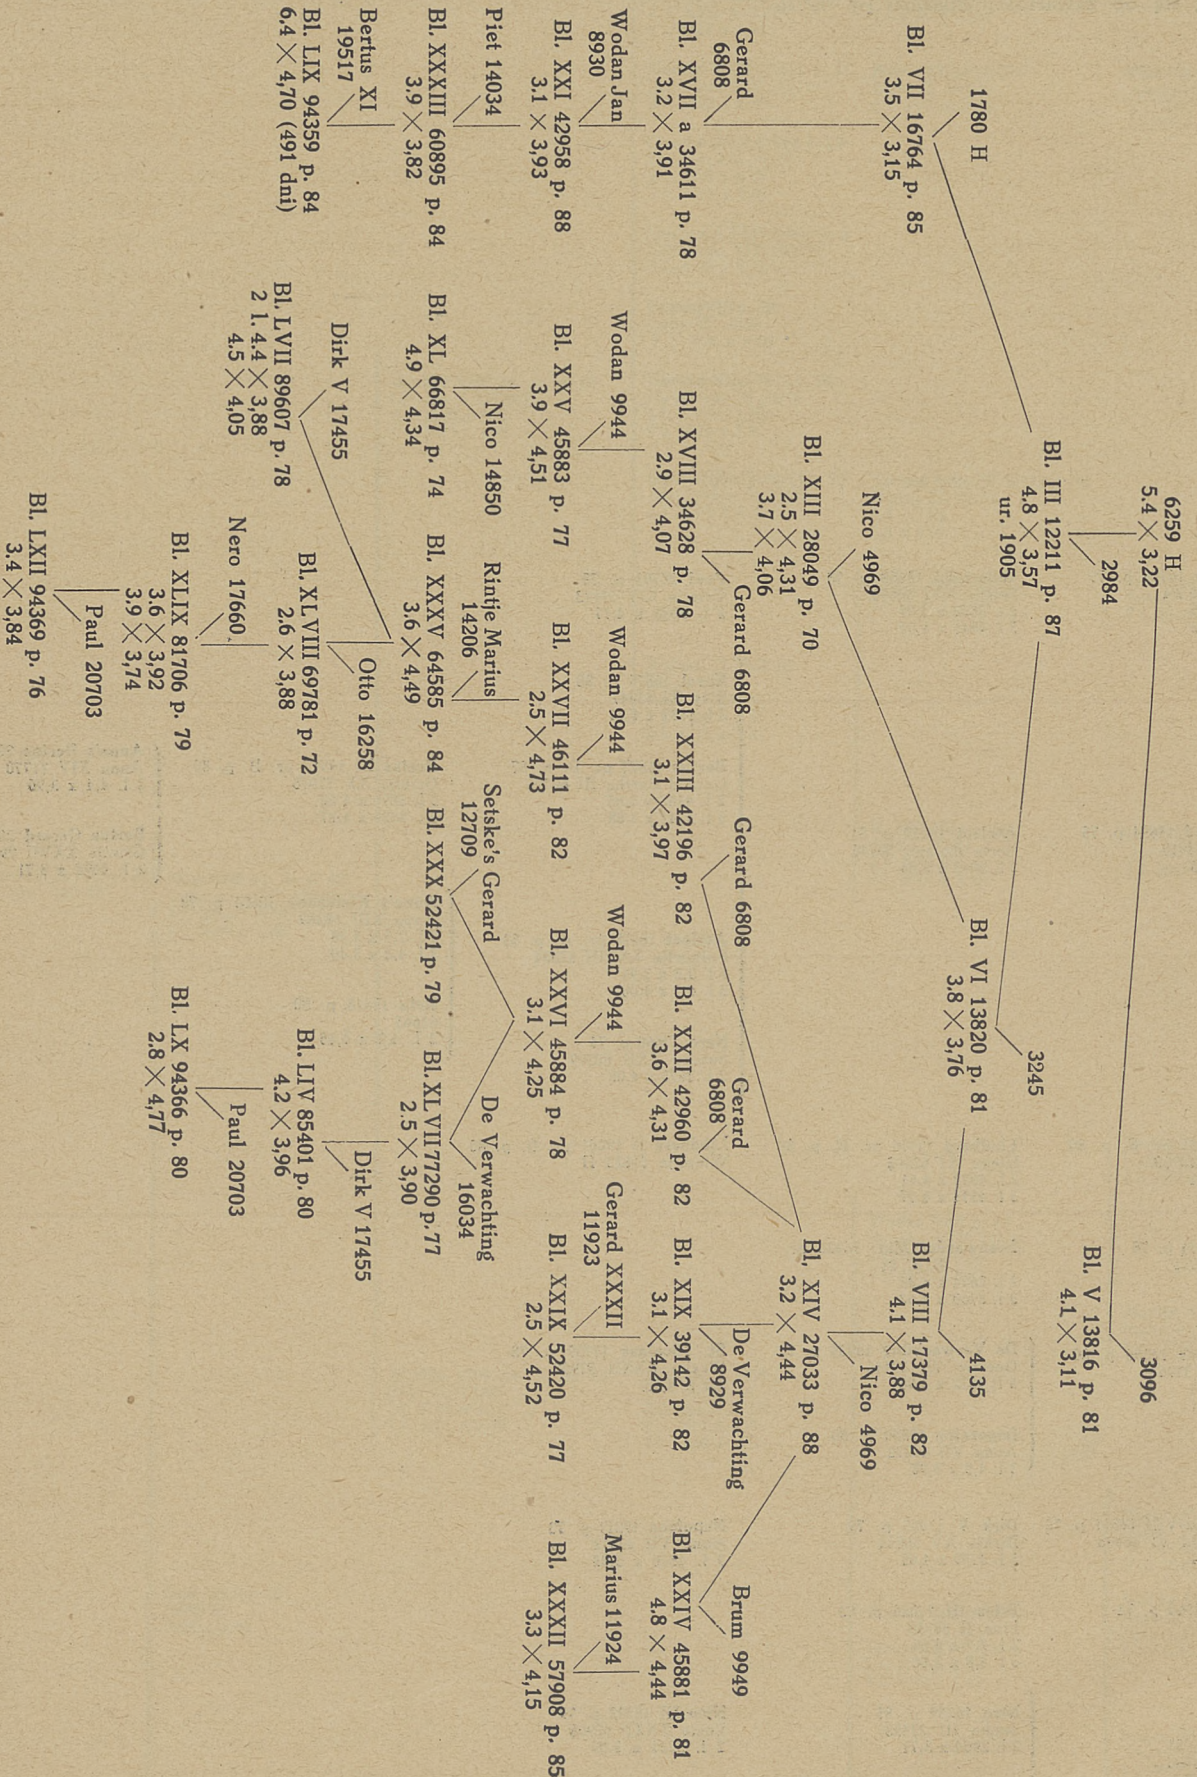 6259 H
5.4 × 3,22
2984
3096
Bl. III 12211 p. 87
4.8 × 3,57
ur. 1905
Bl. V 13816 p. 81
4.1 × 3,11
1780 H
3245
4135
Bl. VII 16764 p. 85
3.5 × 3,15
Bl. VI 13820 p. 81
3.8 × 3,76
Bl. VIII 17379 p. 82
4.1 × 3,88
Nico 4969
Nico 4969
Bl. XIII 28049 p. 70
2.5 × 4,31
3.7 × 4,06
Bl. XIV 27033 p. 88
3.2 × 4,44
Gerard
6808
Gerard 6808
Gerard 6808
Gerard
6808
De Verwachting
8929
Brum 9949
Bl. XVII a 34611 p. 78
3.2 × 3,91
Bl. XVIII 34628 p. 78
2.9 × 4,07
Bl. XXIII 42196 p. 82
3.1 × 3,97
Bl. XXII 42960 p. 82
3.6 × 4,31
Bl. XIX 39142 p. 82
3.1 × 4,26
Bl. XXIV 45881 p. 81
4.8 × 4,44
Wodan Jan
8930
Wodan 9944
Wodan 9944
Wodan 9944
Gerard XXXII
11923
Marius 11924
Bl. XXI 42958 p. 88
3.1 × 3,93
Bl. XXV 45883 p. 77
3.9 × 4,51
Bl. XXVII 46111 p. 82
2.5 × 4,73
Bl. XXVI 45884 p. 78
3.1 × 4,25
Bl. XXIX 52420 p. 77
2.5 × 4,52
Bl. XXXII 57908 p. 85
3.3 × 4,15
Piet 14034
Nico 14850
Rintje Marius
14206
Setske's Gerard
12709
De Verwachting
16034
Bl. XXXIII 60895 p. 84
3.9 × 3,82
Bl. XL 66817 p. 74
4.9 × 4,34
Bl. XXXV 64585 p. 84
3.6 × 4,49
Bl. XXX 52421 p. 79
Bl. XLVII 77290 p. 77
2.5 × 3,90
Bertus XI
19517
Dirk V 17455
Otto 16258
Dirk V 17455
Bl. LIX 94359 p. 84
6.4 × 4,70 (491 dni)
Bl. LVII 89607 p. 78
2 l. 4.4 × 3,88
4.5 × 4,05
Bl. XLVIII 69781 p. 72
2.6 × 3,88
Bl. LIV 85401 p. 80
4.2 × 3,96
Nero 17660
Paul 20703
Bl. XLIX 81706 p. 79
3.6 × 3,92
3.9 × 3,74
Bl. LX 94366 p. 80
2.8 × 4,77
Paul 20703
Bl. LXII 94369 p. 76
3.4 × 3,84